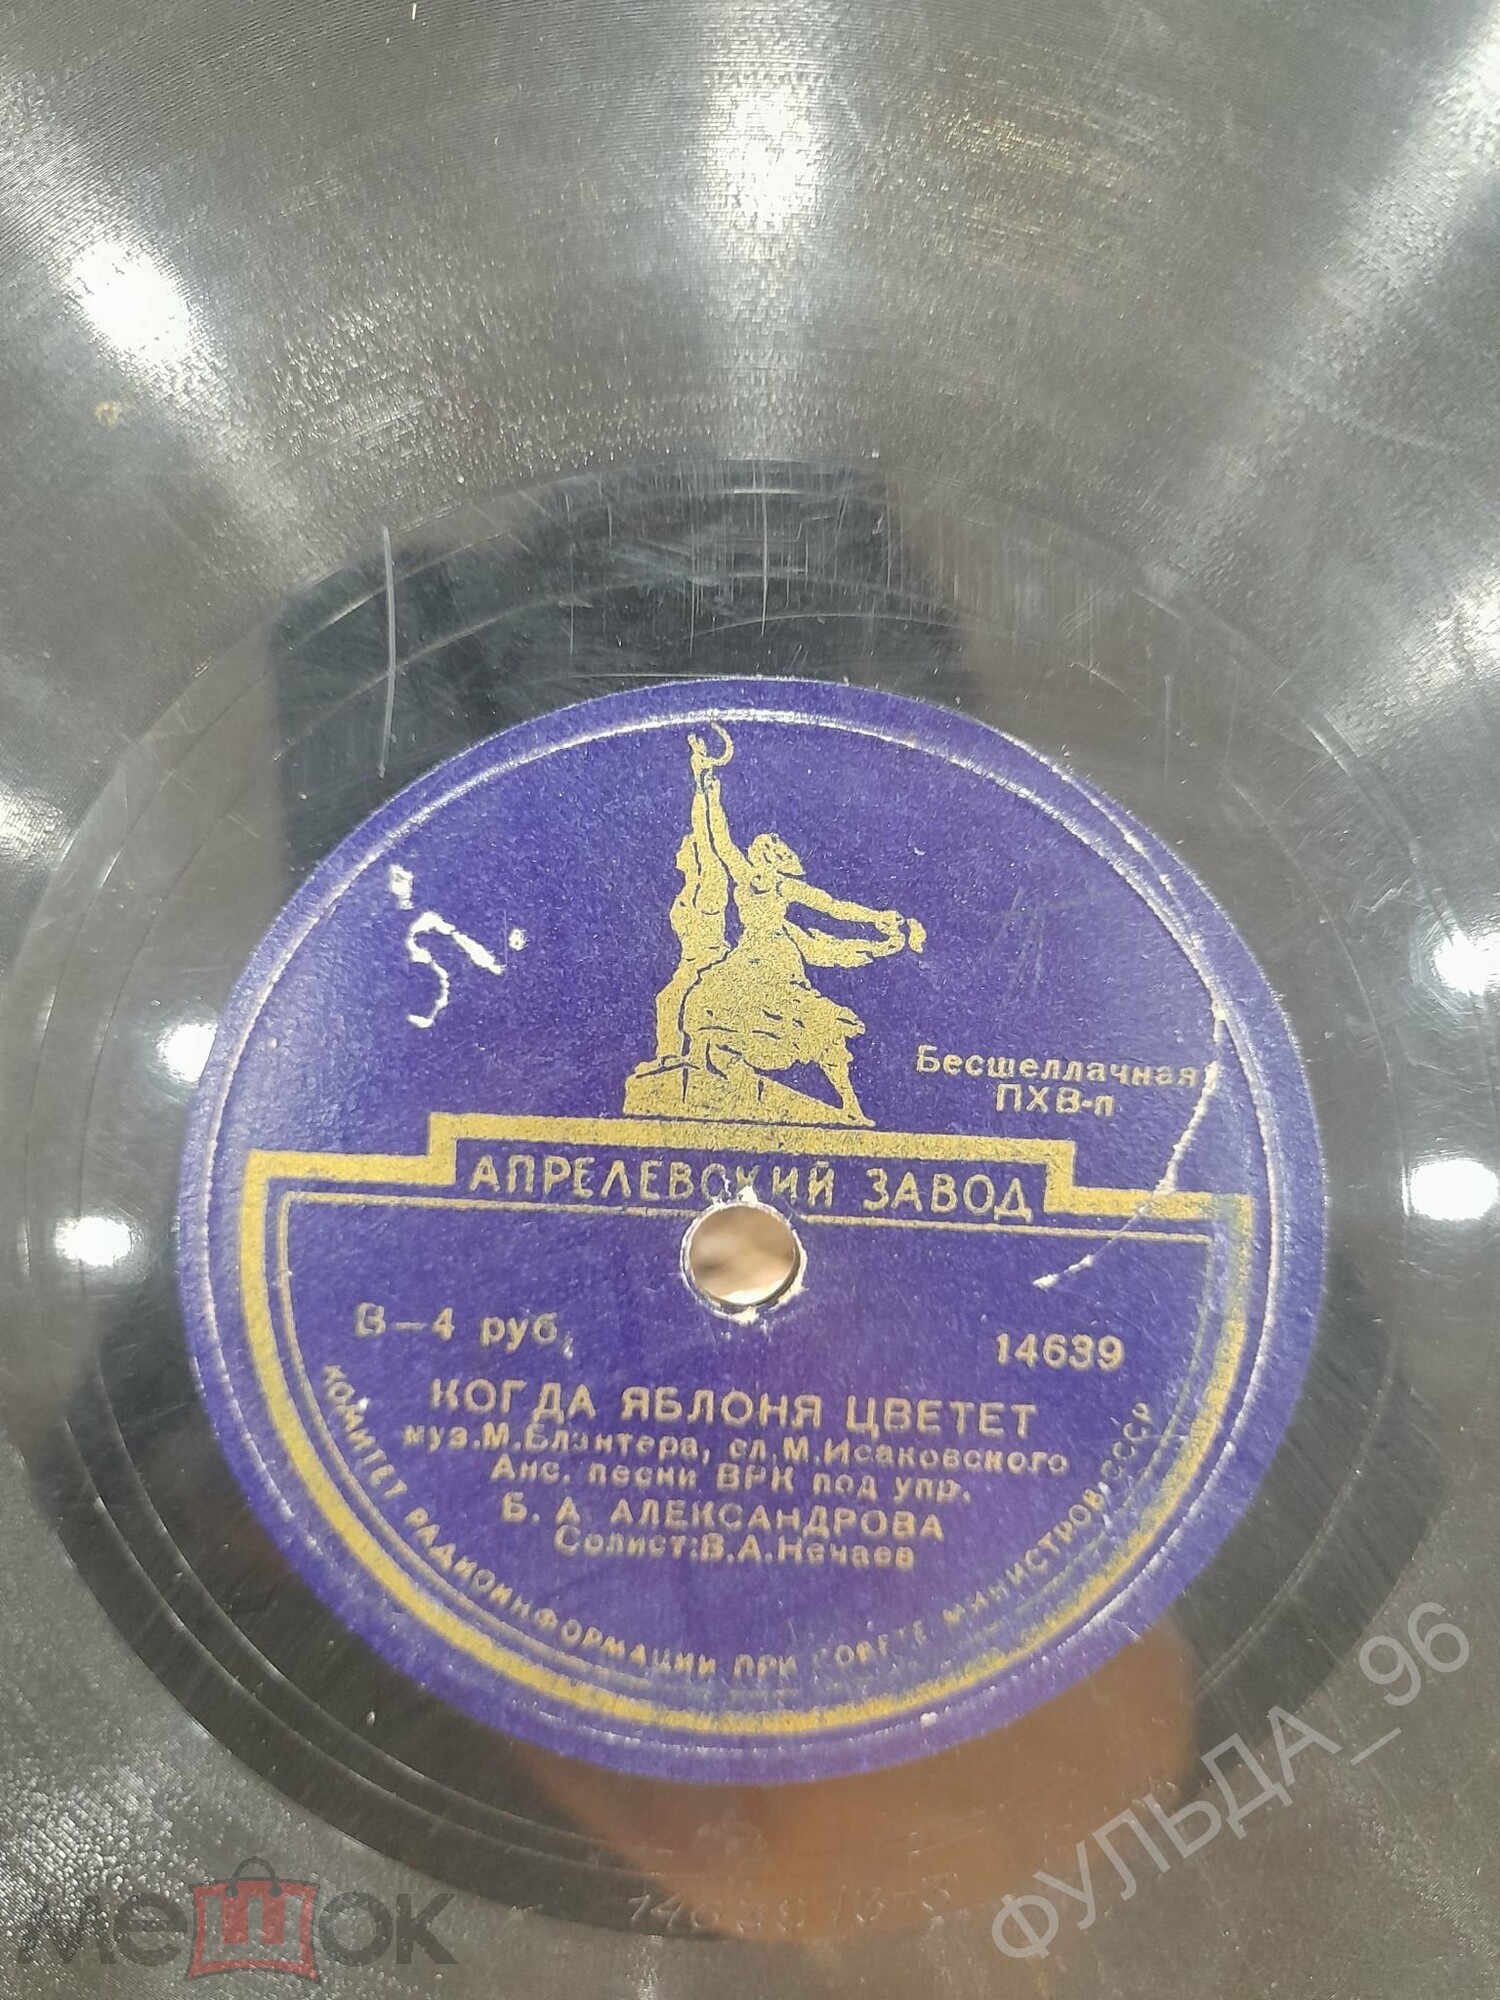 Л.
Бесшеллачная
ПХВ-п
АПРЕЛЕВСКИЙ ЗАВОД
В—4 руб.
14639
КОГДА ЯБЛОНЯ ЦВЕТЕТ
муз.М.Блантера, сл.М.Исаковского
Анс. песни ВРК под упр.
Б. А. АЛЕКСАНДРОВА
Солист:В.А.Нечаев
КОМИТЕТ РАДИОИНФОРМАЦИИ ПРИ СОВЕТЕ МИНИСТРОВ СССР
ФУЛЬДА_96
мешок